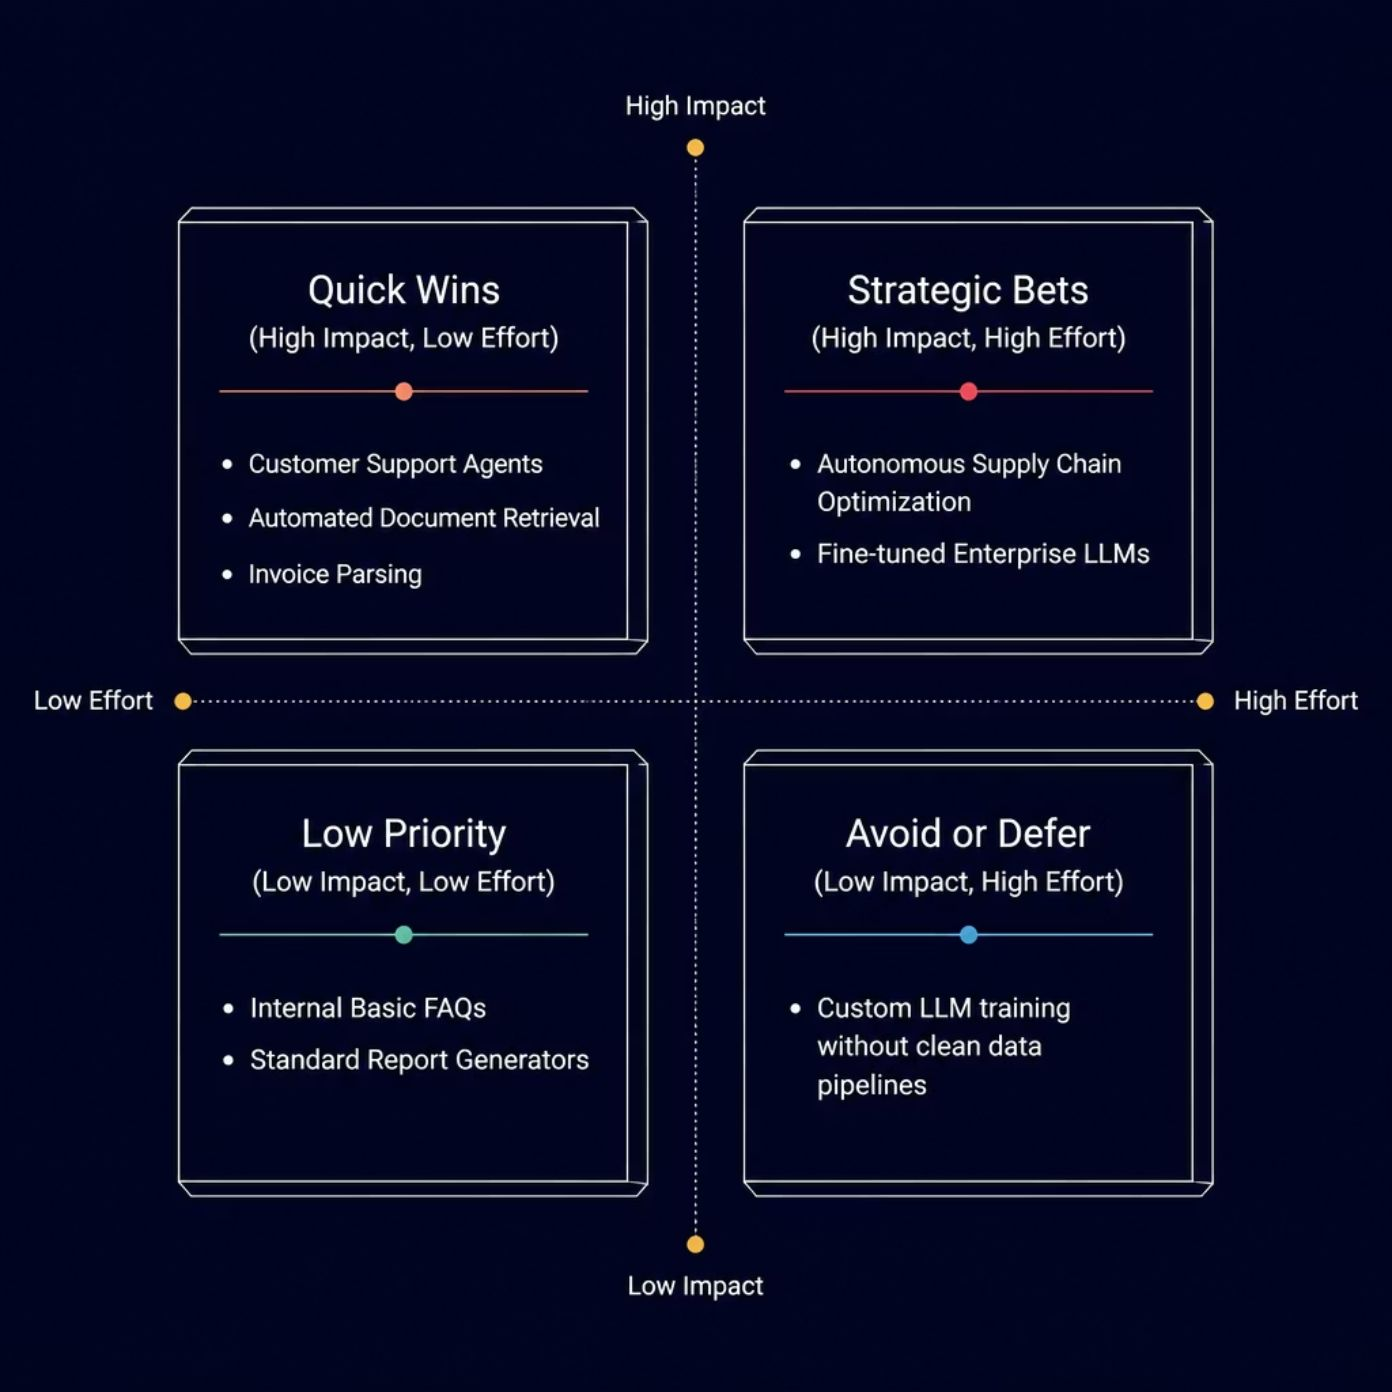 High Impact
Quick Wins
(High Impact, Low Effort)
• Customer Support Agents
• Automated Document Retrieval
• Invoice Parsing
Strategic Bets
(High Impact, High Effort)
• Autonomous Supply Chain
Optimization
• Fine-tuned Enterprise LLMs
Low Effort
High Effort
Low Priority
(Low Impact, Low Effort)
• Internal Basic FAQs
• Standard Report Generators
Avoid or Defer
(Low Impact, High Effort)
• Custom LLM training
without clean data
pipelines
Low Impact